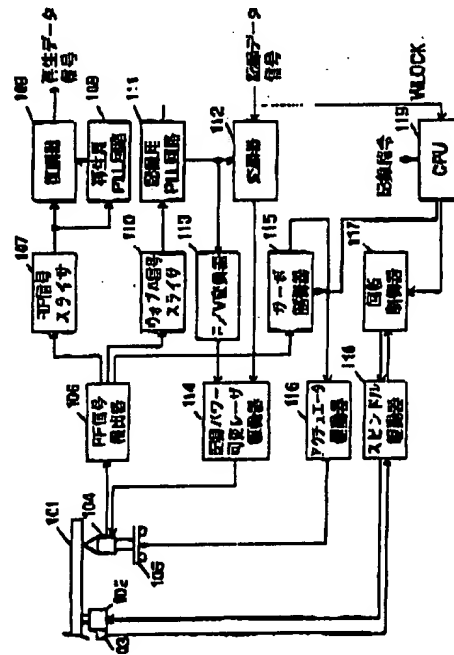 101
102
103
104
105
106
RF信号
検出器
107
RF信号
スライサ
108
再生用
PLL回路
109
復調器
再生データ
信号
110
ウォブル信号
スライサ
111
記録用
PLL回路
112
変調器
記録データ
信号
113
F/V変換器
114
記録パワー
可変レーザ
駆動器
115
サーボ
制御器
116
アクチュエータ
駆動器
117
回転
制御器
118
スピンドル
駆動器
119
CPU
記録指令
WLOCK